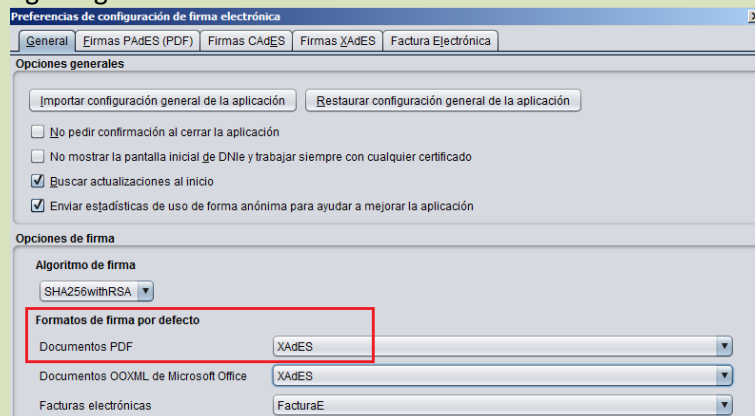 Preferencias de configuración de firma electrónica
General Firmas PAdES (PDF) Firmas CAdES Firmas XAdES Factura Electrónica
Opciones generales
Importar configuración general de la aplicación Restaurar configuración general de la aplicación
No pedir confirmación al cerrar la aplicación
No mostrar la pantalla inicial de DNIe y trabajar siempre con cualquier certificado
Buscar actualizaciones al inicio
Enviar estadísticas de uso de forma anónima para ayudar a mejorar la aplicación
Opciones de firma
Algoritmo de firma
SHA256withRSA
Formatos de firma por defecto
Documentos PDF XAdES
Documentos OOXML de Microsoft Office XAdES
Facturas electrónicas FacturaE